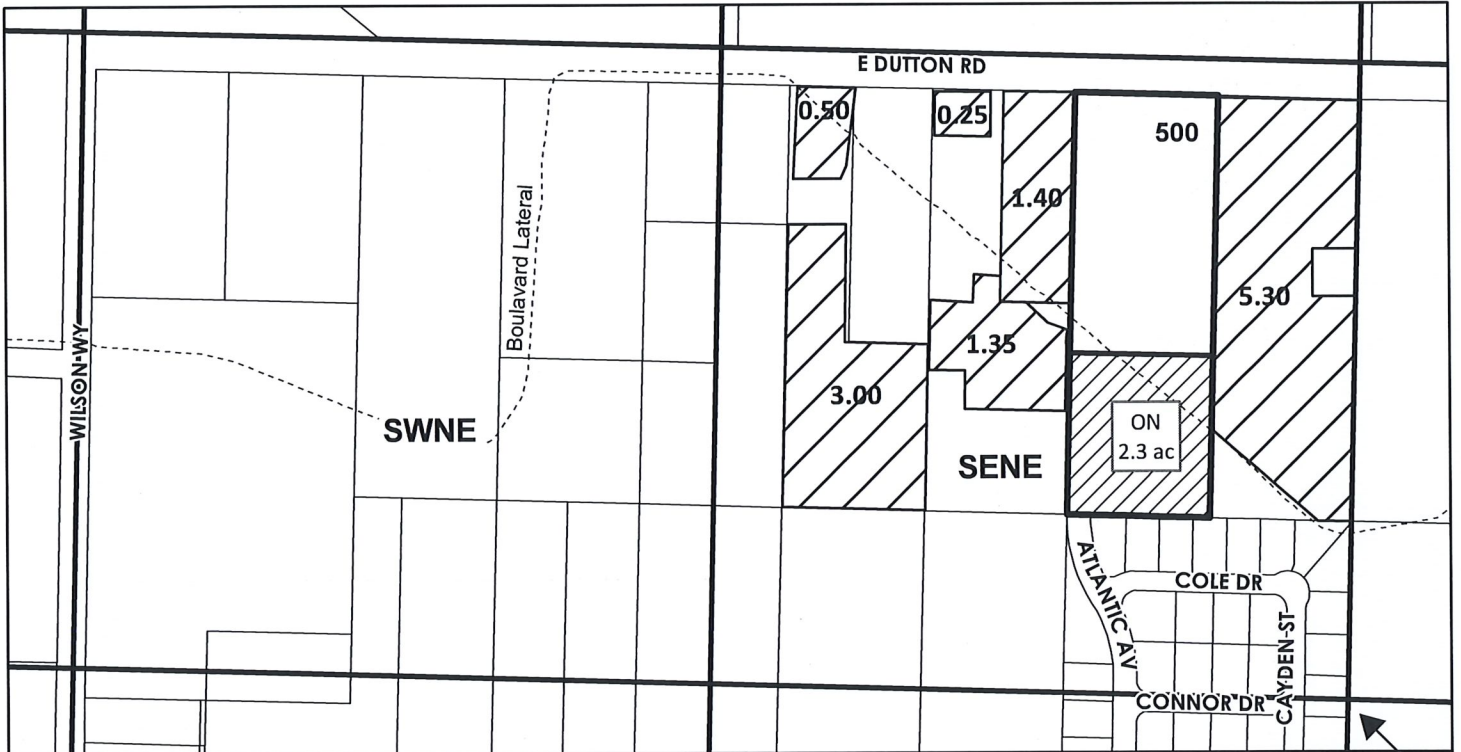 E DUTTON RD
0.50
0.25
500
1.40
Boulavard Lateral
5.30
WILSON WY
1.35
3.00
SWNE
ON
2.3 ac
SENE
ATLANTIC AV
COLE DR
CAYDEN ST
CONNOR DR